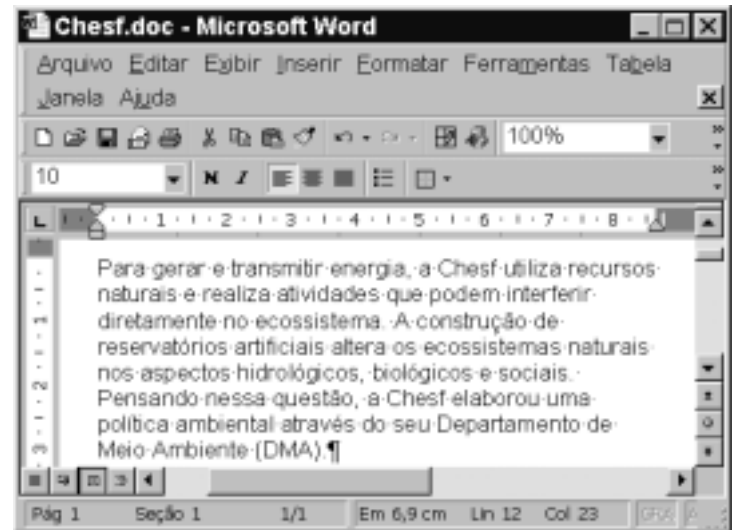 Chesf.doc - Microsoft Word
Arquivo Editar Exibir Inserir Formatar Ferramentas Tabela
Janela Ajuda
100%
10 N I
1 2 3 4 5 6 7 8
Para gerar e transmitir energia, a Chesf utiliza recursos
naturais e realiza atividades que podem interferir
diretamente no ecossistema. A construção de
reservatórios artificiais altera os ecossistemas naturais
nos aspectos hidrológicos, biológicos e sociais.
Pensando nessa questão, a Chesf elaborou uma
política ambiental através do seu Departamento de
Meio Ambiente (DMA).¶
1
2
3
Pág 1 Seção 1 1/1 Em 6,9 cm Lin 12 Col 23 GRA